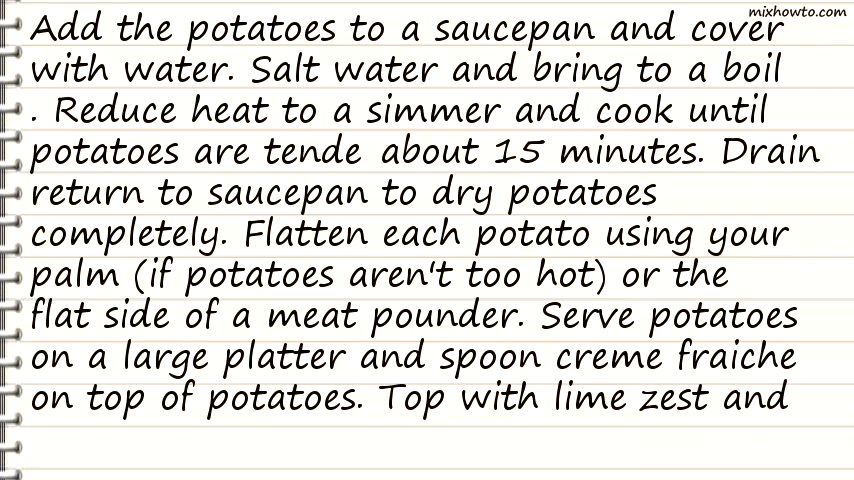 mixhowto.com
Add the potatoes to a saucepan and cover
with water. Salt water and bring to a boil
. Reduce heat to a simmer and cook until
potatoes are tende about 15 minutes. Drain
return to saucepan to dry potatoes
completely. Flatten each potato using your
palm (if potatoes aren't too hot) or the
flat side of a meat pounder. Serve potatoes
on a large platter and spoon creme fraiche
on top of potatoes. Top with lime zest and